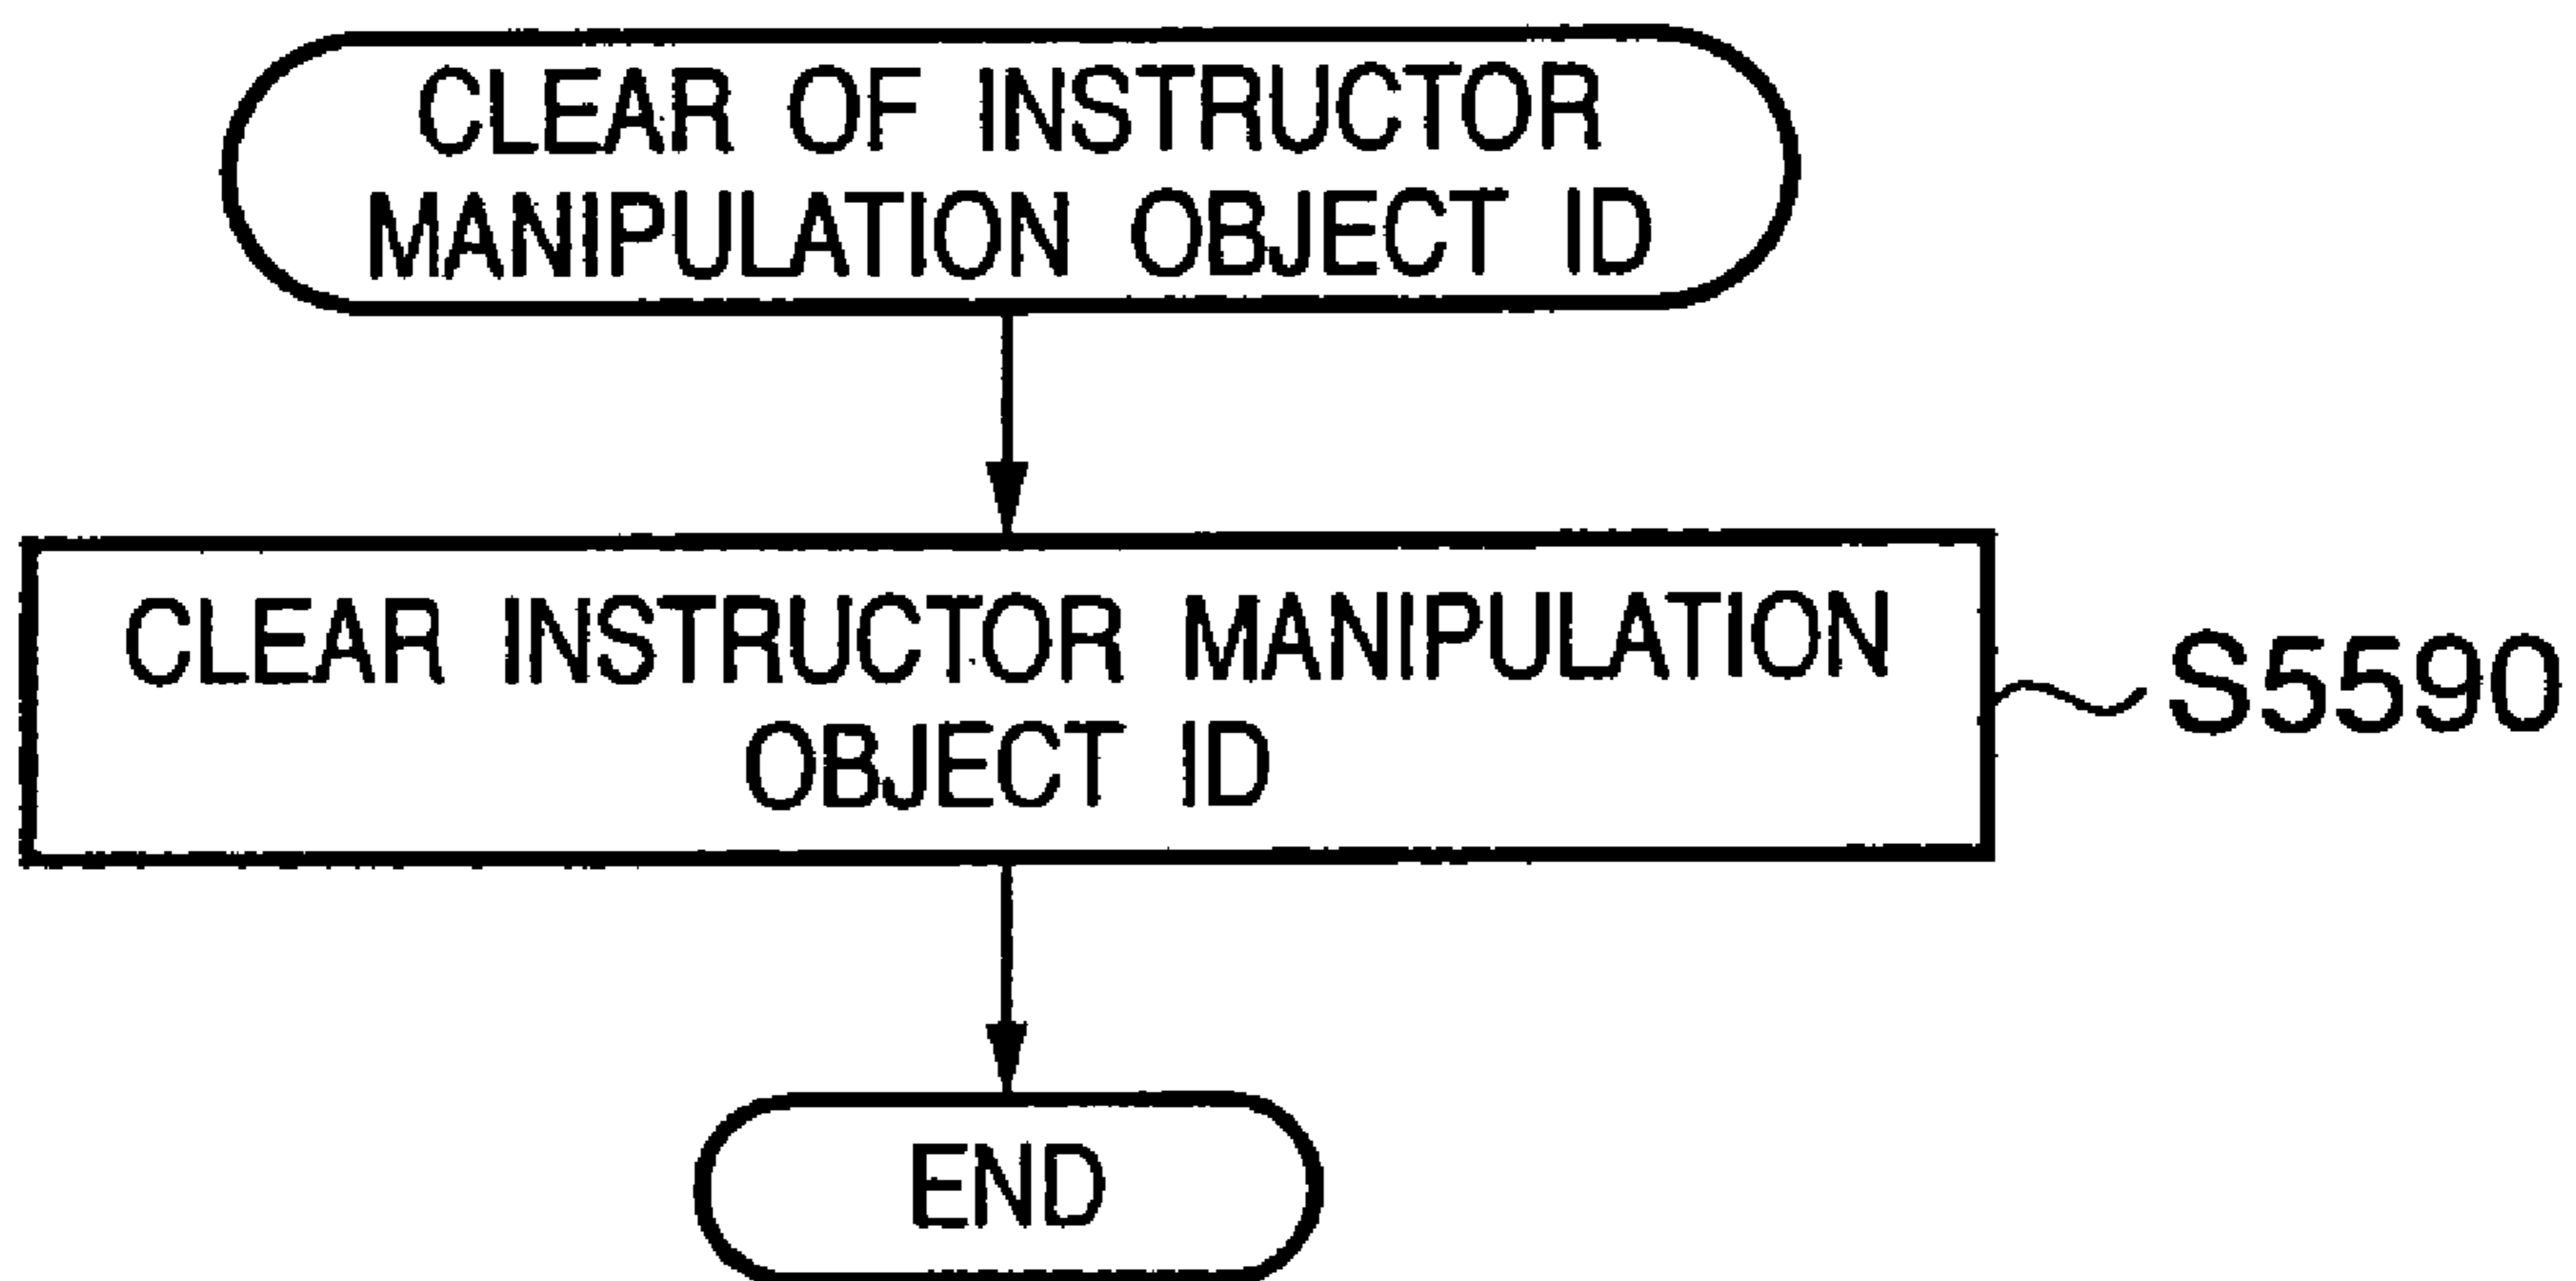 CLEAR OF INSTRUCTOR
MANIPULATION OBJECT ID
CLEAR INSTRUCTOR MANIPULATION
OBJECT ID
S5590
END